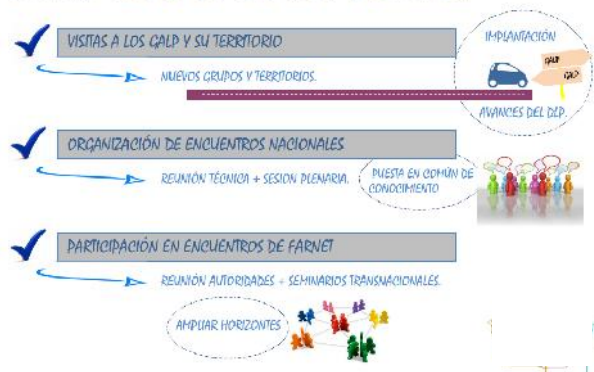 VISITAS A LOS GALP Y SU TERRITORIO
IMPLANTACIÓN
GALP
GALP
NUEVOS GRUPOS Y TERRITORIOS.
AVANCES DEL DLP.
ORGANIZACIÓN DE ENCUENTROS NACIONALES
REUNIÓN TÉCNICA + SESION PLENARIA.
PUESTA EN COMÚN DE
CONOCIMIENTO
PARTICIPACIÓN EN ENCUENTROS DE FARNET
REUNIÓN AUTORIDADES + SEMINARIOS TRANSNACIONALES.
AMPLIAR HORIZONTES